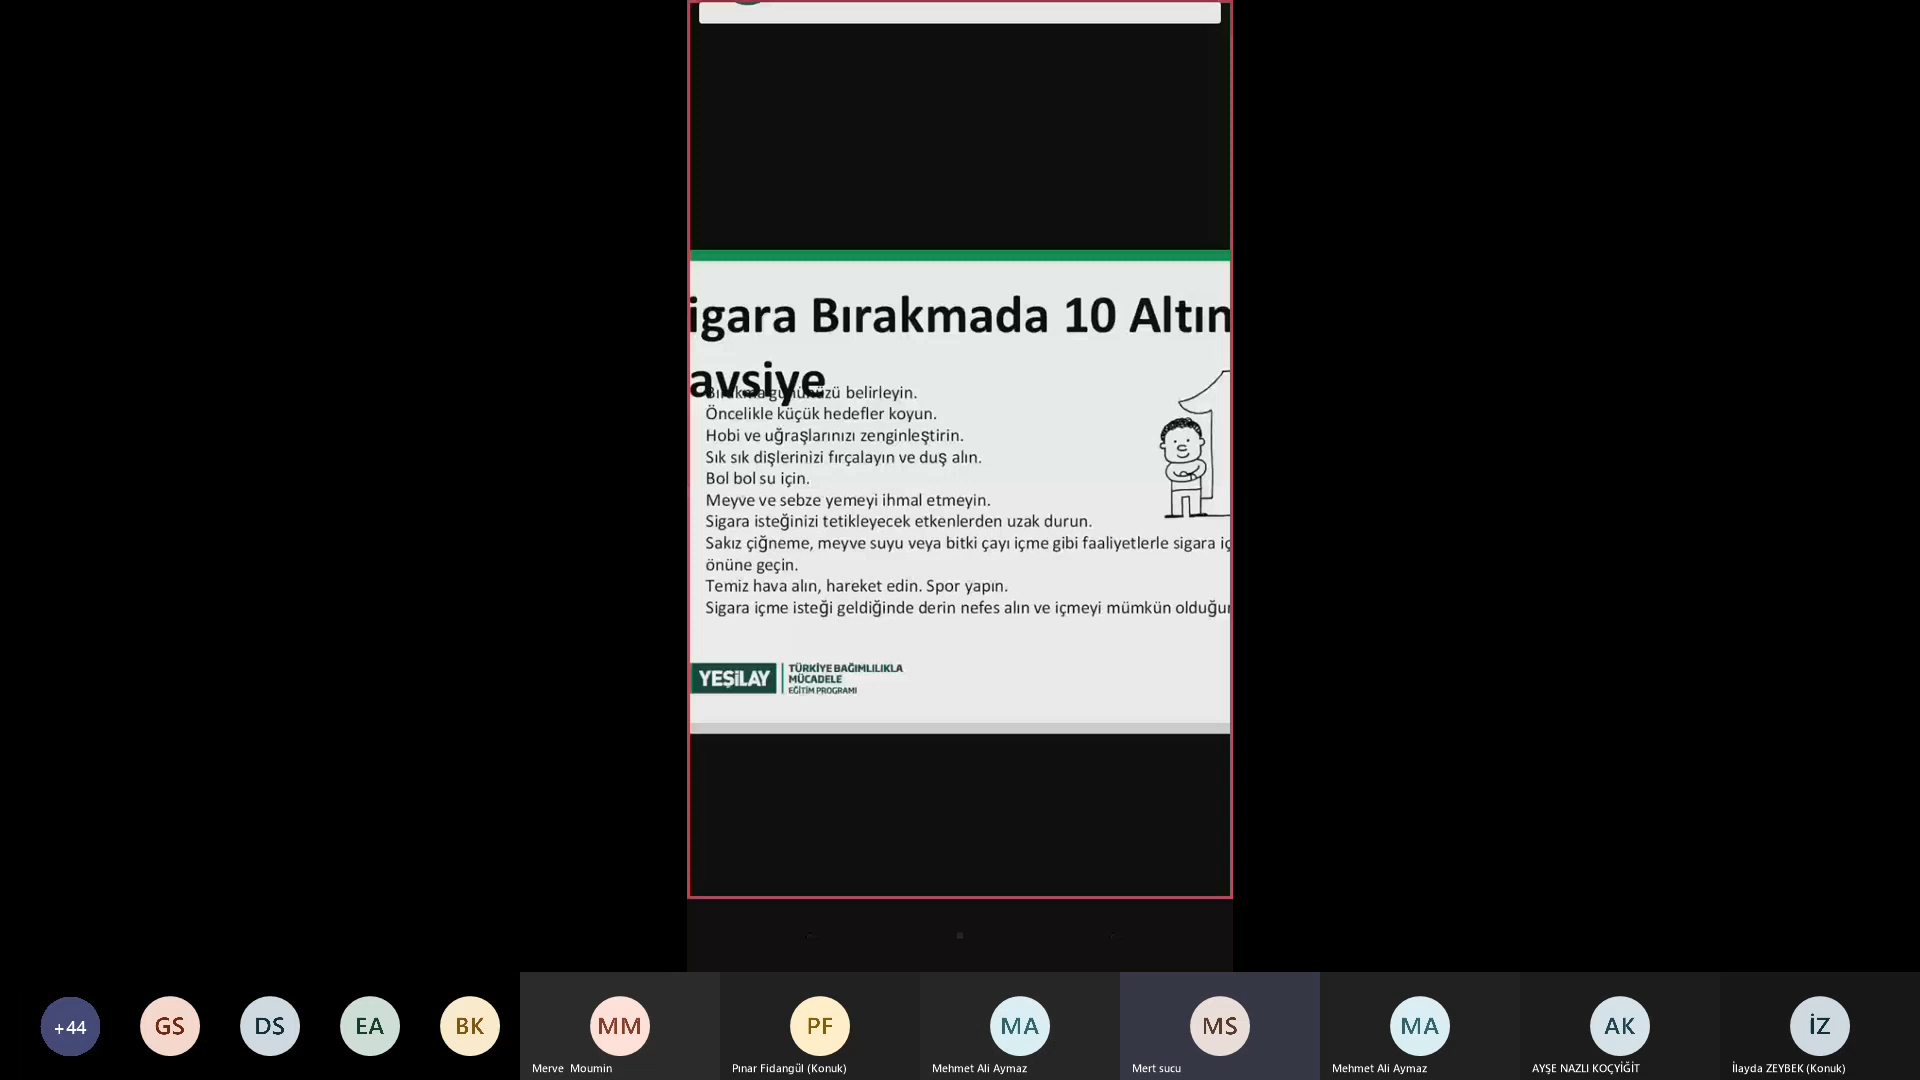 igara Bırakmada 10 Altın
avsiye
Bırakma gününüzü belirleyin.
Öncelikle küçük hedefler koyun.
Hobi ve uğraşlarınızı zenginleştirin.
Sık sık dişlerinizi fırçalayın ve duş alın.
Bol bol su için.
Meyve ve sebze yemeyi ihmal etmeyin.
Sigara isteğinizi tetikleyecek etkenlerden uzak durun.
Sakız çiğneme, meyve suyu veya bitki çayı içme gibi faaliyetlerle sigara iç
önüne geçin.
Temiz hava alın, hareket edin. Spor yapın.
Sigara içme isteği geldiğinde derin nefes alın ve içmeyi mümkün olduğun
YEŞİLAY
TÜRKİYE BAĞIMLILIKLA
MÜCADELE
EĞİTİM PROGRAMI
+44 GS DS EA BK MM PF MA MS MA AK İZ
Merve Moumin Pınar Fidangül (Konuk) Mehmet Ali Aymaz Mert sucu Mehmet Ali Aymaz AYŞE NAZLI KOÇYİĞİT İlayda ZEYBEK (Konuk)